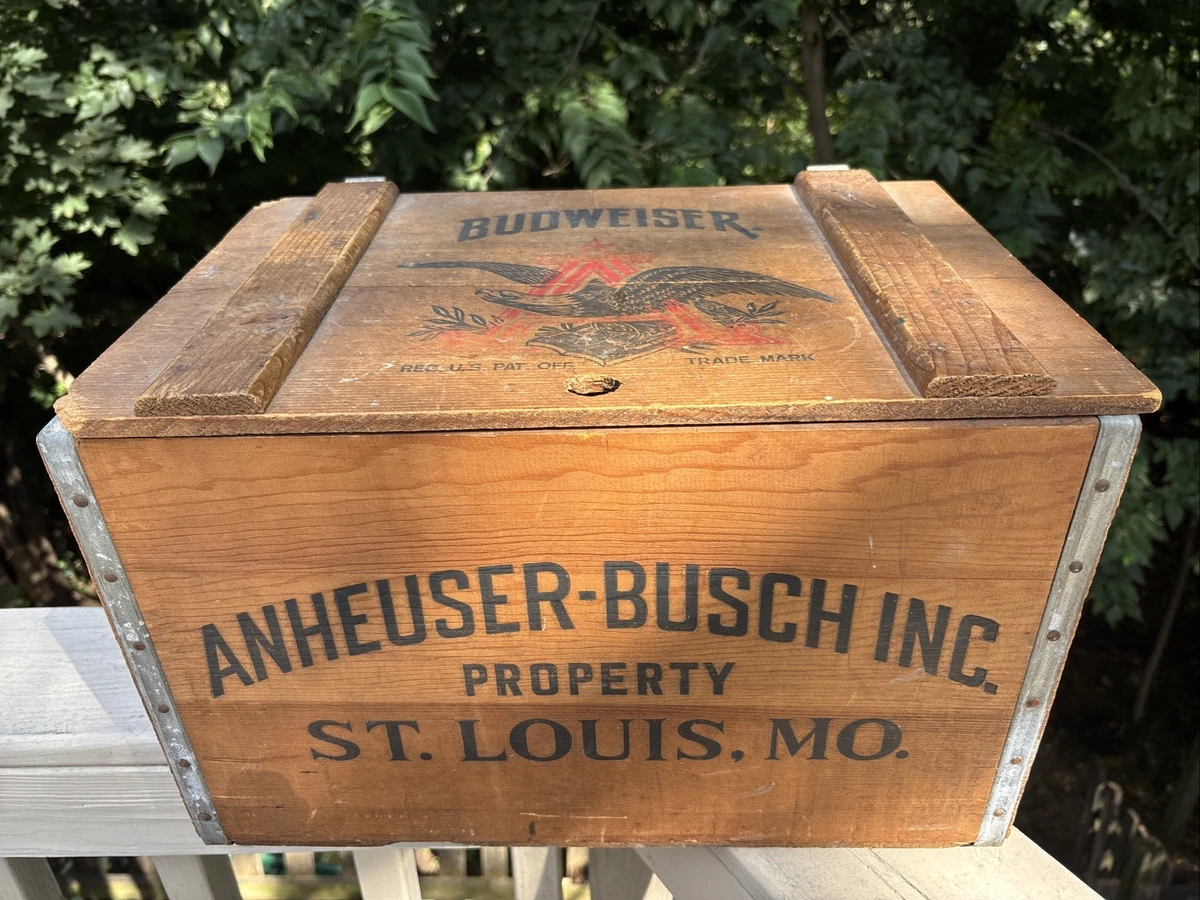 BUDWEISER.
REG. U.S. PAT. OFF. TRADE MARK
ANHEUSER-BUSCH INC.
PROPERTY
ST. LOUIS, MO.